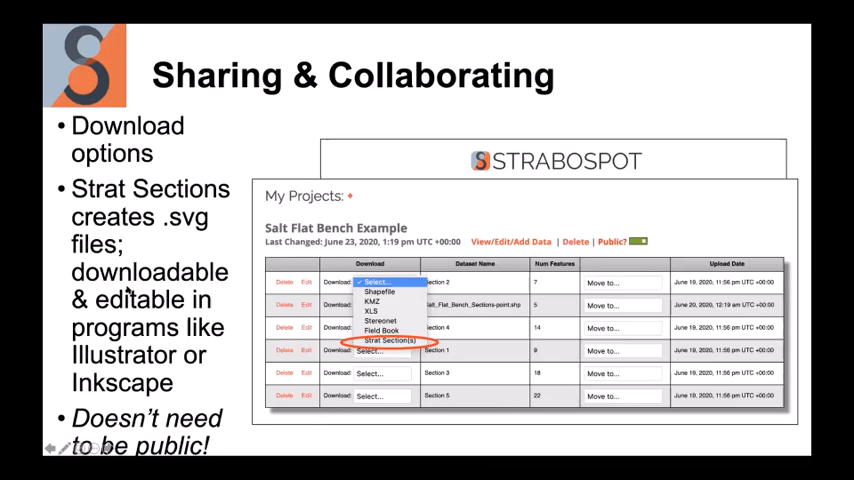 Sharing & Collaborating
• Download
options
• Strat Sections
creates .svg
files;
downloadable
& editable in
programs like
Illustrator or
Inkscape
• Doesn't need
to be public!
STRABOSPOT
My Projects:
Salt Flat Bench Example
Last Changed: June 23, 2020, 1:19 pm UTC +00:00 View/Edit/Add Data | Delete | Public?
Download Dataset Name Num Features Upload Date
Delete Edit Download: ✓ Select... Section 2 7 Move to... June 19, 2020, 11:56 pm UTC +00:00
Shapefile
KMZ
XLS
Stereonet
Field Book
Strat Section(s)
Salt_Flat_Bench_Sections-point.shp 5 Move to... June 20, 2020, 12:19 am UTC +00:00
Delete Edit
Delete Edit Section 4 14 Move to... June 19, 2020, 11:56 pm UTC +00:00
Delete Edit Download: Select... Section 1 9 Move to... June 19, 2020, 11:56 pm UTC +00:00
Delete Edit Download: Select... Section 3 18 Move to... June 19, 2020, 11:56 pm UTC +00:00
Delete Edit Download: Select... Section 5 22 Move to... June 19, 2020, 11:56 pm UTC +00:00